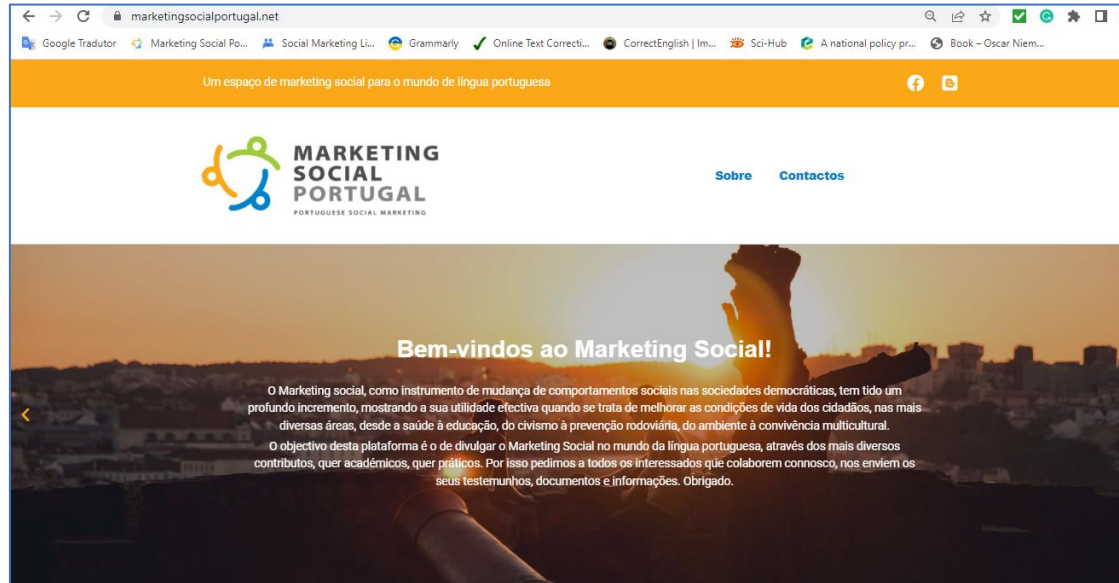 marketingsocialportugal.net
Google Tradutor Marketing Social Po... Social Marketing Li... Grammarly Online Text Correcti... CorrectEnglish | Im... Sci-Hub A national policy pr... Book – Oscar Niem...
Um espaço de marketing social para o mundo de língua portuguesa
MARKETING
SOCIAL
PORTUGAL
PORTUGUESE SOCIAL MARKETING
Sobre Contactos
Bem-vindos ao Marketing Social!
O Marketing social, como instrumento de mudança de comportamentos sociais nas sociedades democráticas, tem tido um
profundo incremento, mostrando a sua utilidade efectiva quando se trata de melhorar as condições de vida dos cidadãos, nas mais
diversas áreas, desde a saúde à educação, do civismo à prevenção rodoviária, do ambiente à convivência multicultural.
O objectivo desta plataforma é o de divulgar o Marketing Social no mundo da língua portuguesa, através dos mais diversos
contributos, quer académicos, quer práticos. Por isso pedimos a todos os interessados que colaborem connosco, nos enviem os
seus testemunhos, documentos e informações. Obrigado.